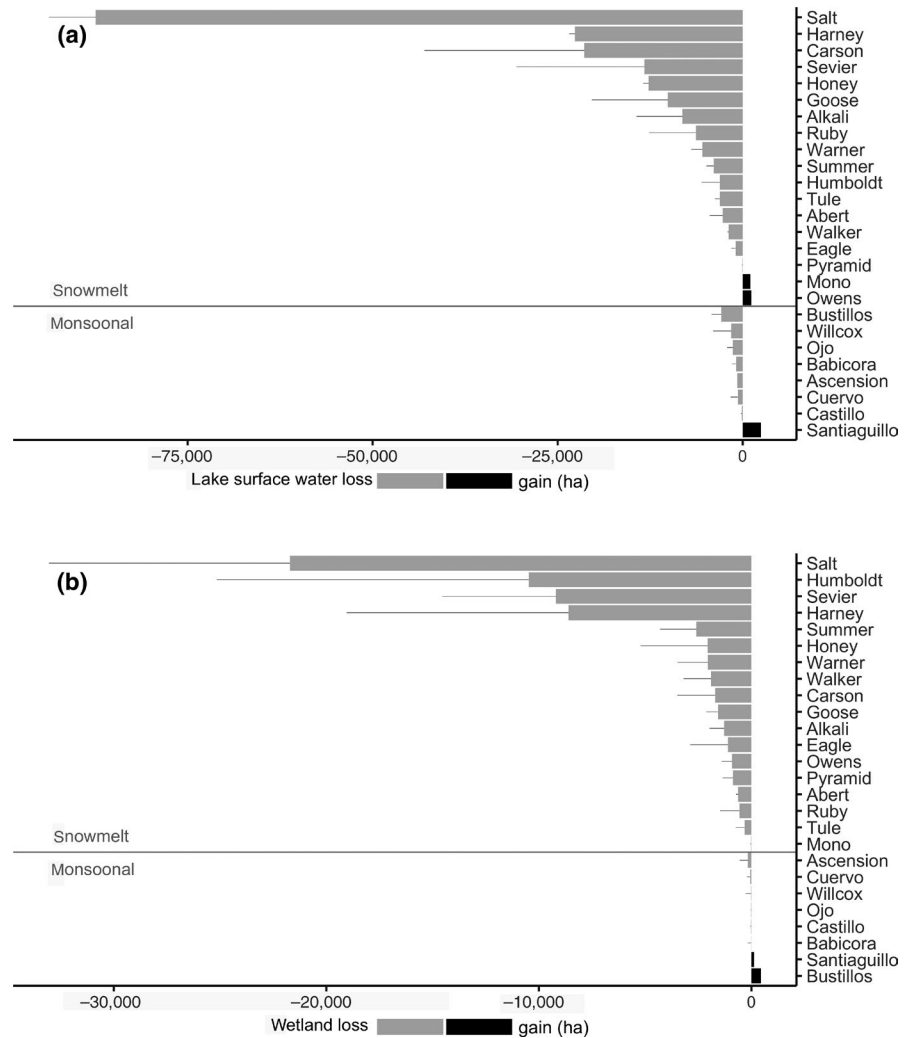 (a)
Salt
Harney
Carson
Sevier
Honey
Goose
Alkali
Ruby
Warner
Summer
Humboldt
Tule
Abert
Walker
Eagle
Pyramid
Mono
Owens
Snowmelt
Monsoonal
Bustillos
Willcox
Ojo
Babicora
Ascension
Cuervo
Castillo
Santiaguillo
−75,000 −50,000 −25,000 0
Lake surface water loss gain (ha)
(b)
Salt
Humboldt
Sevier
Harney
Summer
Honey
Warner
Walker
Carson
Goose
Alkali
Eagle
Owens
Pyramid
Abert
Ruby
Tule
Mono
Snowmelt
Monsoonal
Ascension
Cuervo
Willcox
Ojo
Castillo
Babicora
Santiaguillo
Bustillos
−30,000 −20,000 −10,000 0
Wetland loss gain (ha)